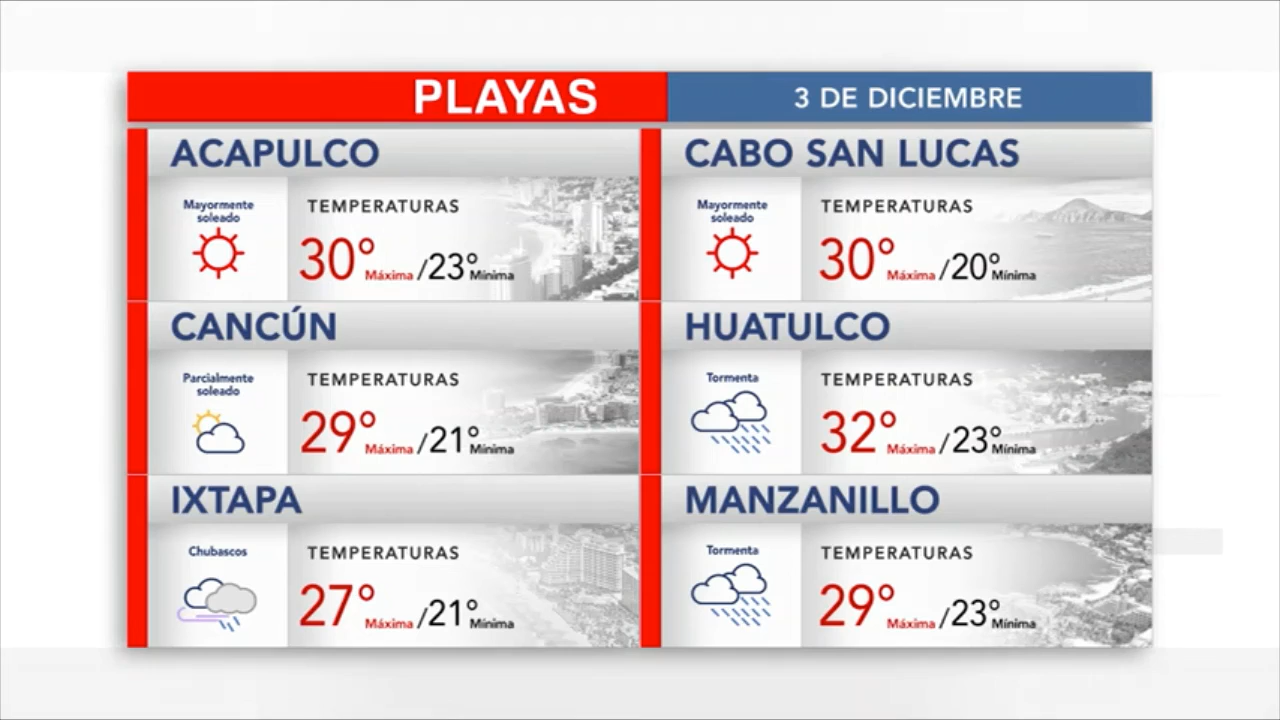 PLAYAS
3 DE DICIEMBRE
ACAPULCO
Mayormente
soleado
TEMPERATURAS
30° Máxima /23° Mínima
CABO SAN LUCAS
Mayormente
soleado
TEMPERATURAS
30° Máxima /20° Mínima
CANCÚN
Parcialmente
soleado
TEMPERATURAS
29° Máxima /21° Mínima
HUATULCO
Tormenta
TEMPERATURAS
32° Máxima /23° Mínima
IXTAPA
Chubascos
TEMPERATURAS
27° Máxima /21° Mínima
MANZANILLO
Tormenta
TEMPERATURAS
29° Máxima /23° Mínima